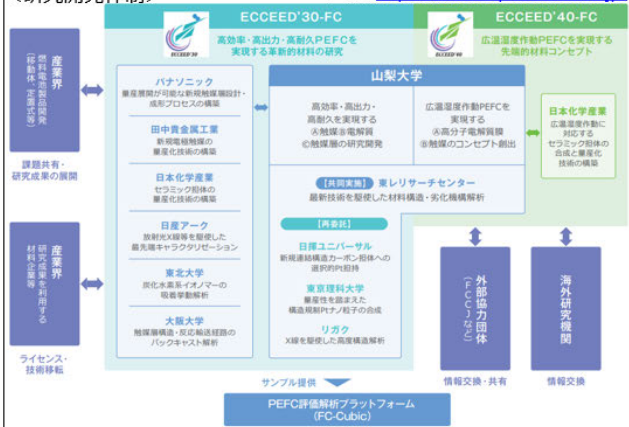 ECCEED'30-FC
高効率・高出力・高耐久PEFCを
実現する革新的材料の研究
ECCEED'40-FC
広温湿度作動PEFCを実現する
先端的材料コンセプト
産業界
燃料電池製品開発
(移動体、定置式等)
課題共有・
研究成果の展開
産業界
研究成果を利用する
材料企業等
ライセンス・
技術移転
パナソニック
量産展開が可能な新規触媒層設計・
成形プロセスの構築
田中貴金属工業
新規電極触媒の
量産化技術の構築
日本化学産業
セラミック担体の
量産化技術の構築
日産アーク
放射光X線等を駆使した
最先端キャラクタリゼーション
東北大学
炭化水素系イオノマーの
吸着挙動解析
大阪大学
触媒層構造・反応輸送経路の
バックキャスト解析
山梨大学
高効率・高出力・
高耐久を実現する
Ⓐ触媒Ⓑ電解質
Ⓒ触媒層の研究開発
広温湿度作動PEFCを
実現する
Ⓐ高分子電解質膜
Ⓑ触媒のコンセプト創出
【共同実施】東レリサーチセンター
最新技術を駆使した材料構造・劣化機構解析
【再委託】
日揮ユニバーサル
新規連結構造カーボン担体への
選択的Pt担持
東京理科大学
量産性を踏まえた
構造規制Ptナノ粒子の合成
リガク
X線を駆使した高度構造解析
日本化学産業
広温湿度作動に
対応する
セラミック担体の
合成と量産化
技術の構築
外部協力団体
(FCCJなど)
情報交換・共有
海外研究機関
情報交換
サンプル提供
PEFC評価解析プラットフォーム
(FC-Cubic)